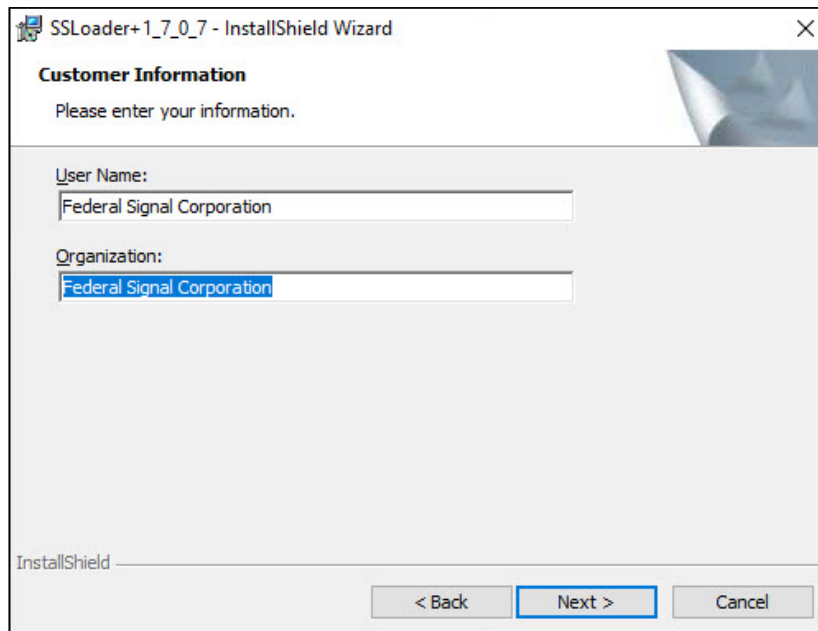 SSLoader+1_7_0_7 - InstallShield Wizard
Customer Information
Please enter your information.
User Name:
Federal Signal Corporation
Organization:
Federal Signal Corporation
InstallShield
< Back Next > Cancel